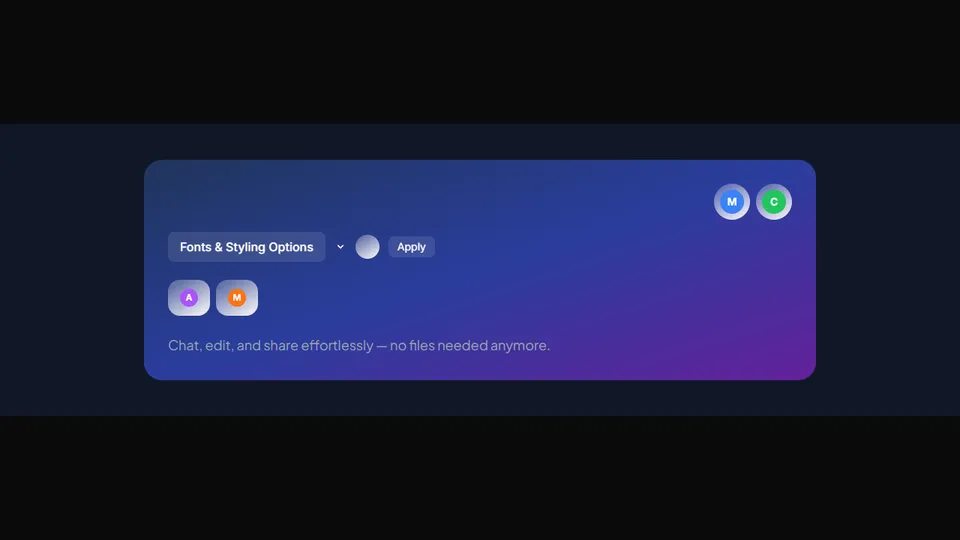 M C
Fonts & Styling Options Apply
A M
Chat, edit, and share effortlessly — no files needed anymore.